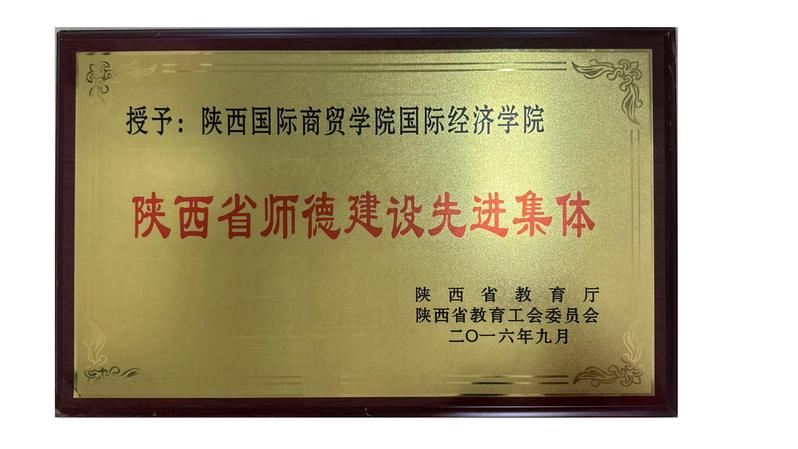 授予：陕西国际商贸学院国际经济学院
陕西省师德建设先进集体
陕西省教育厅
陕西省教育工会委员会
二〇一六年九月